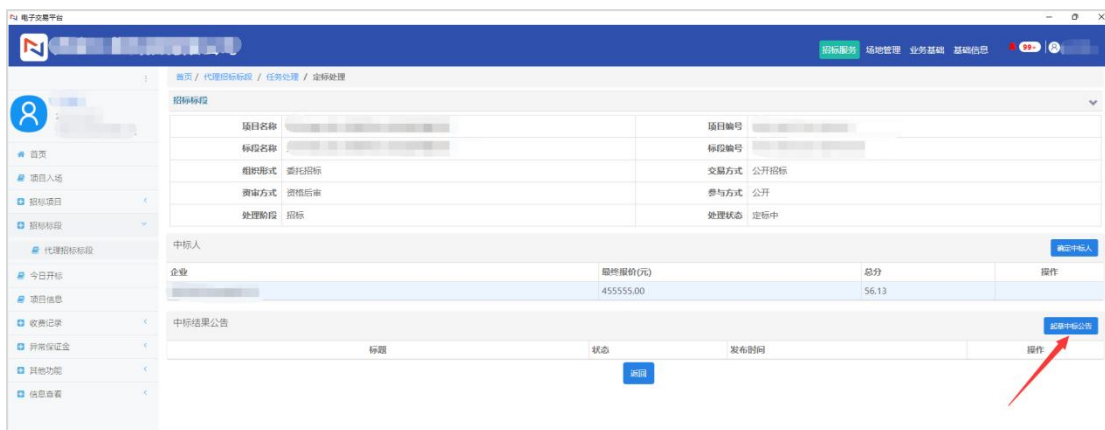 电子交易平台
招标服务 场地管理 业务基础 基础信息 99+
首页 / 代理招标标段 / 任务处理 / 定标处理
招标标段
项目名称 项目编号
标段名称 标段编号
组织形式 委托招标 交易方式 公开招标
资审方式 资格后审 参与方式 公开
处理阶段 招标 处理状态 定标中
首页
项目入场
招标项目
招标标段
代理招标标段
今日开标
项目信息
收费记录
异常保证金
其他功能
信息查看
中标人 确定中标人
企业 最终报价(元) 总分 操作
455555.00 56.13
中标结果公告 起草中标公告
标题 状态 发布时间 操作
返回